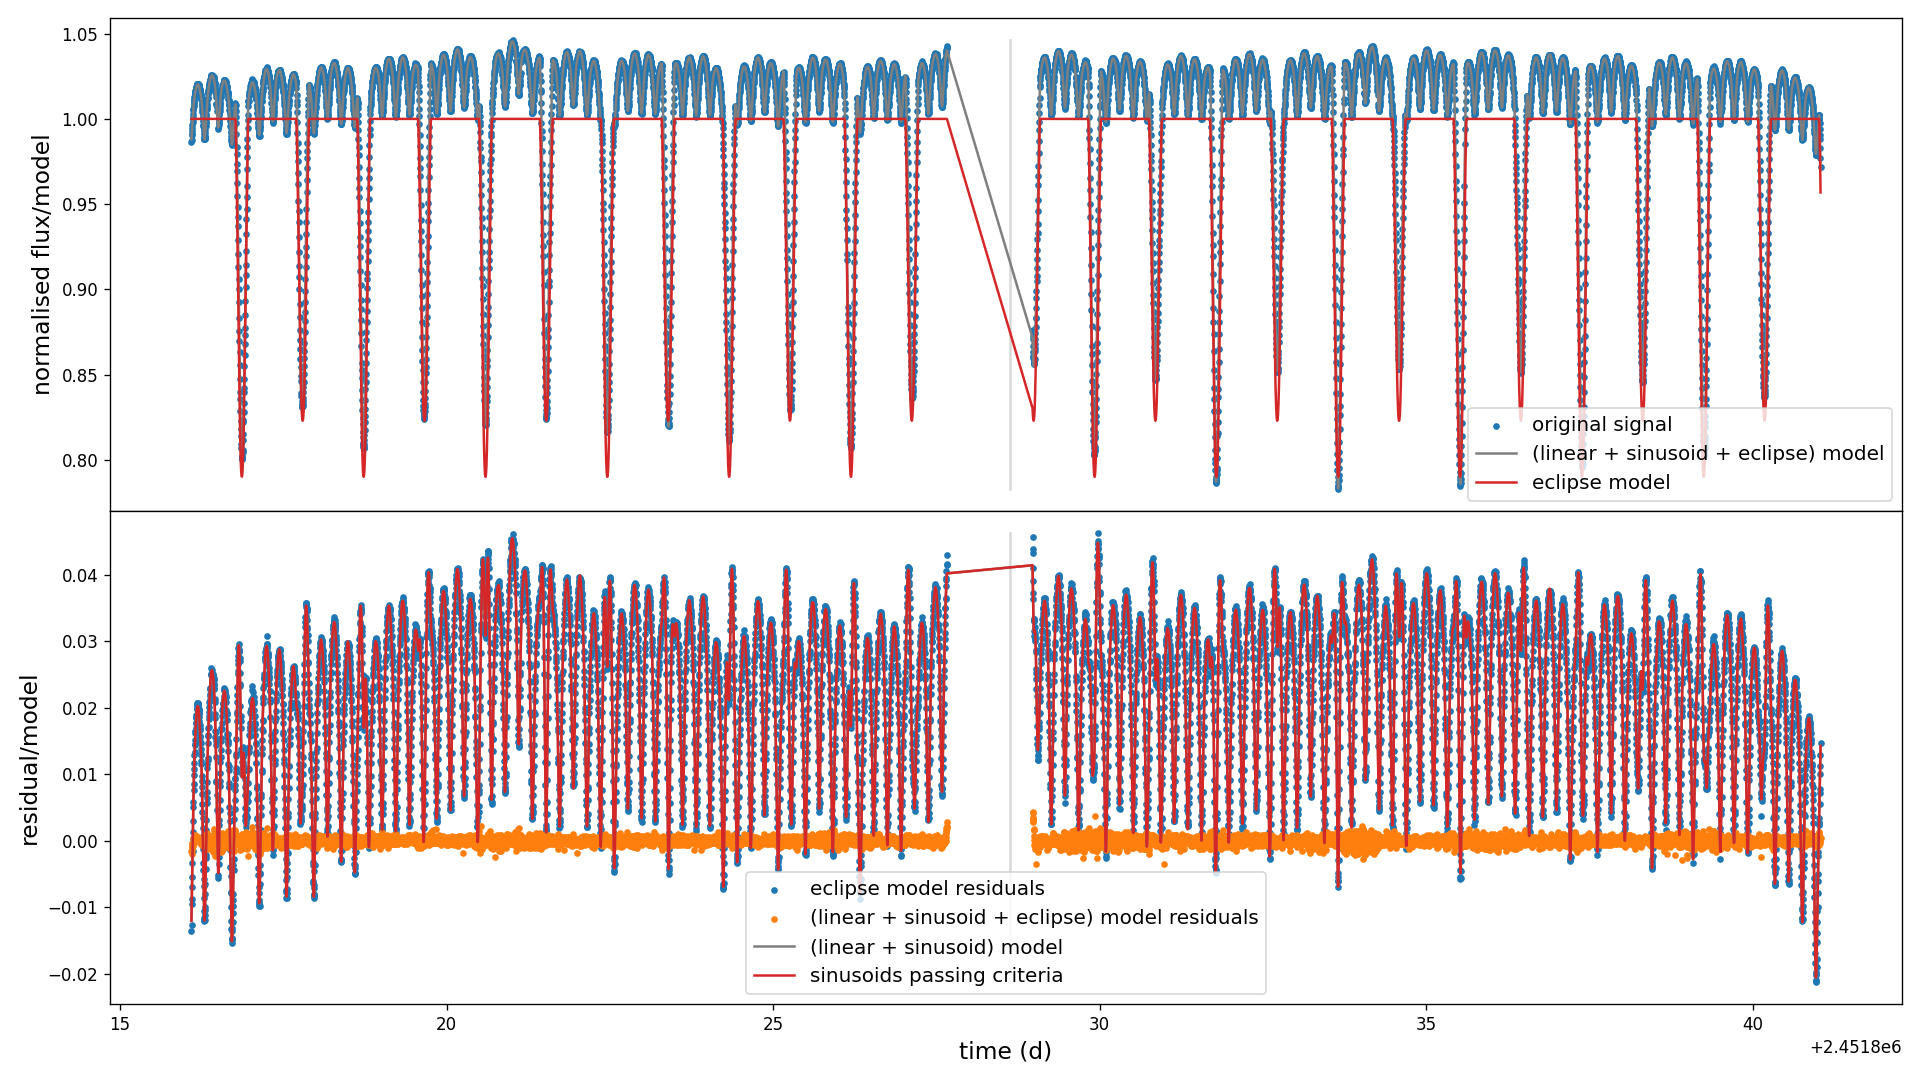 1.05
1.00
0.95
0.90
0.85
0.80
normalised flux/model
original signal
(linear + sinusoid + eclipse) model
eclipse model
0.04
0.03
0.02
0.01
0.00
−0.01
−0.02
residual/model
eclipse model residuals
(linear + sinusoid + eclipse) model residuals
(linear + sinusoid) model
sinusoids passing criteria
15
20
25
30
35
40
time (d)
+2.4518e6